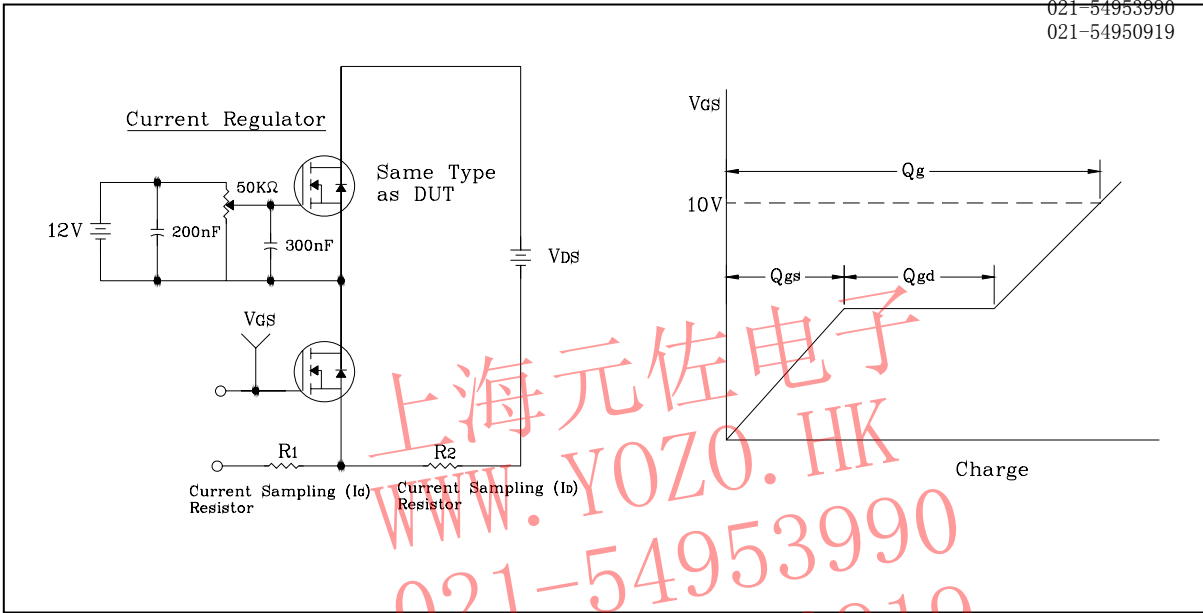 021-54953990
021-54950919
Current Regulator
Same Type
as DUT
50KΩ
12V
200nF
300nF
VDS
VGS
R1
R2
Current Sampling (IG)
Resistor
Current Sampling (ID)
Resistor
VGS
Qg
10V
Qgs
Qgd
Charge
上海元佐电子
WWW.YOZO.HK
021-54953990